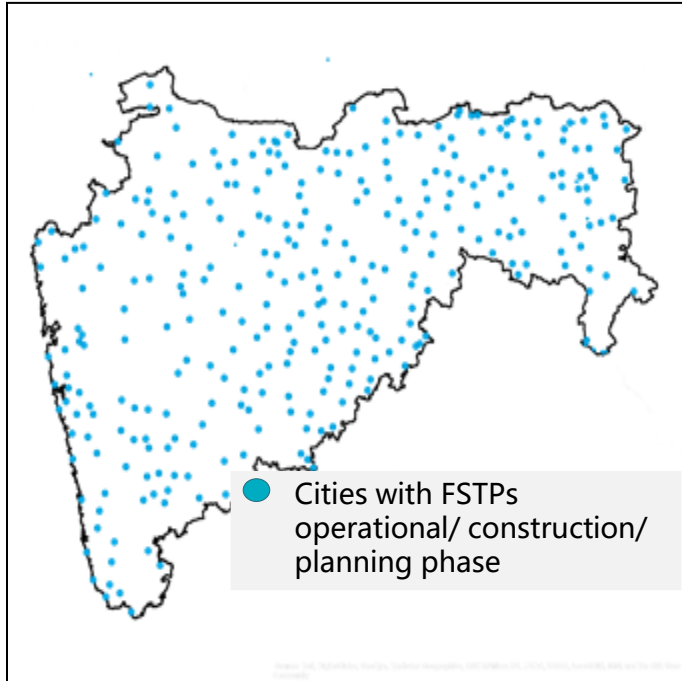 Cities with FSTPs
operational/ construction/
planning phase